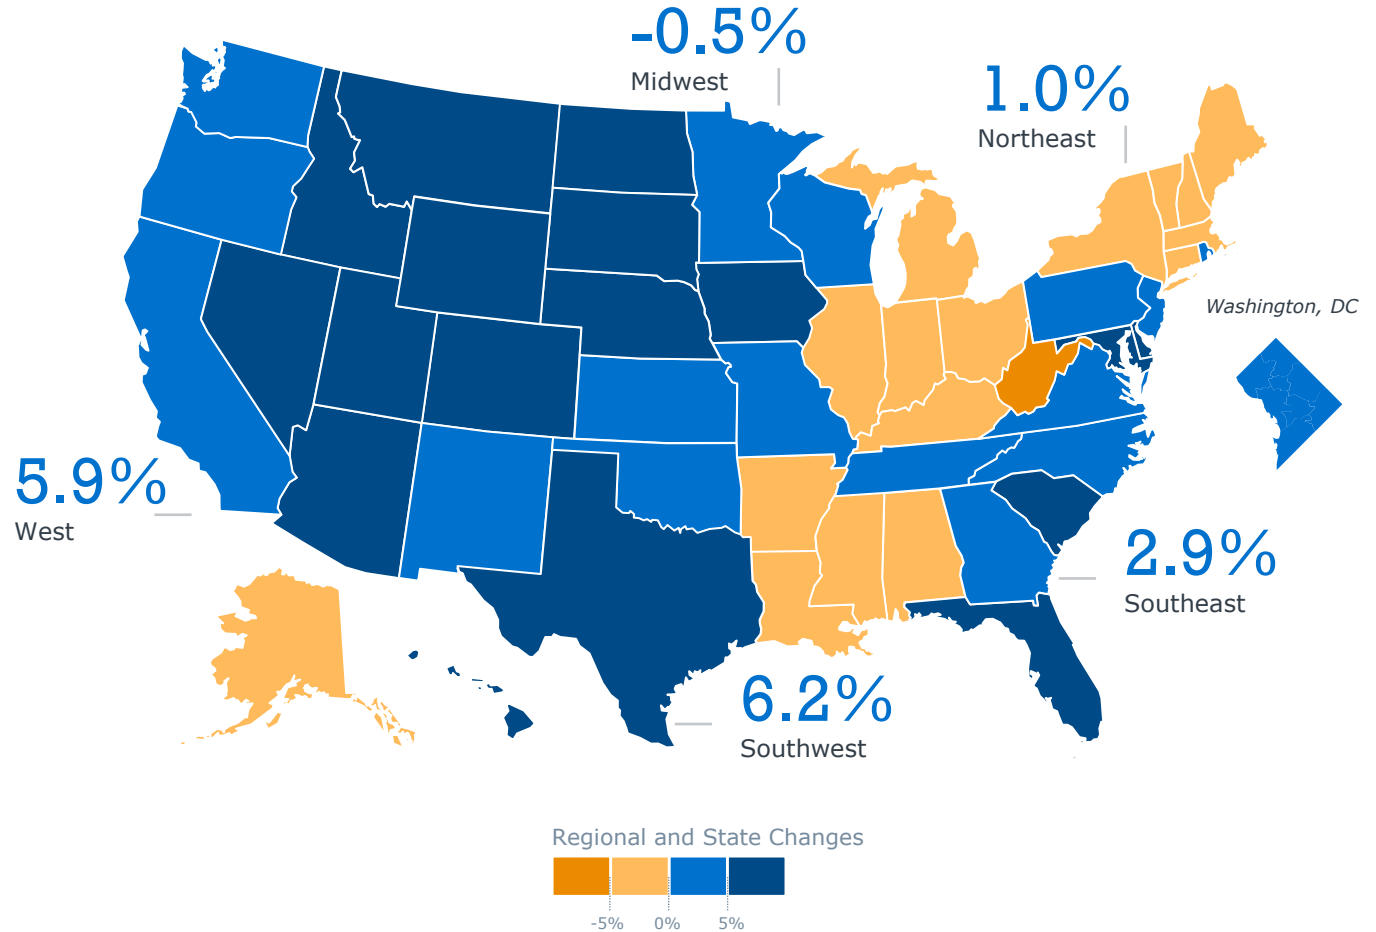 -0.5%
Midwest
1.0%
Northeast
Washington, DC
5.9%
West
2.9%
Southeast
6.2%
Southwest
Regional and State Changes
-5%
0%
5%